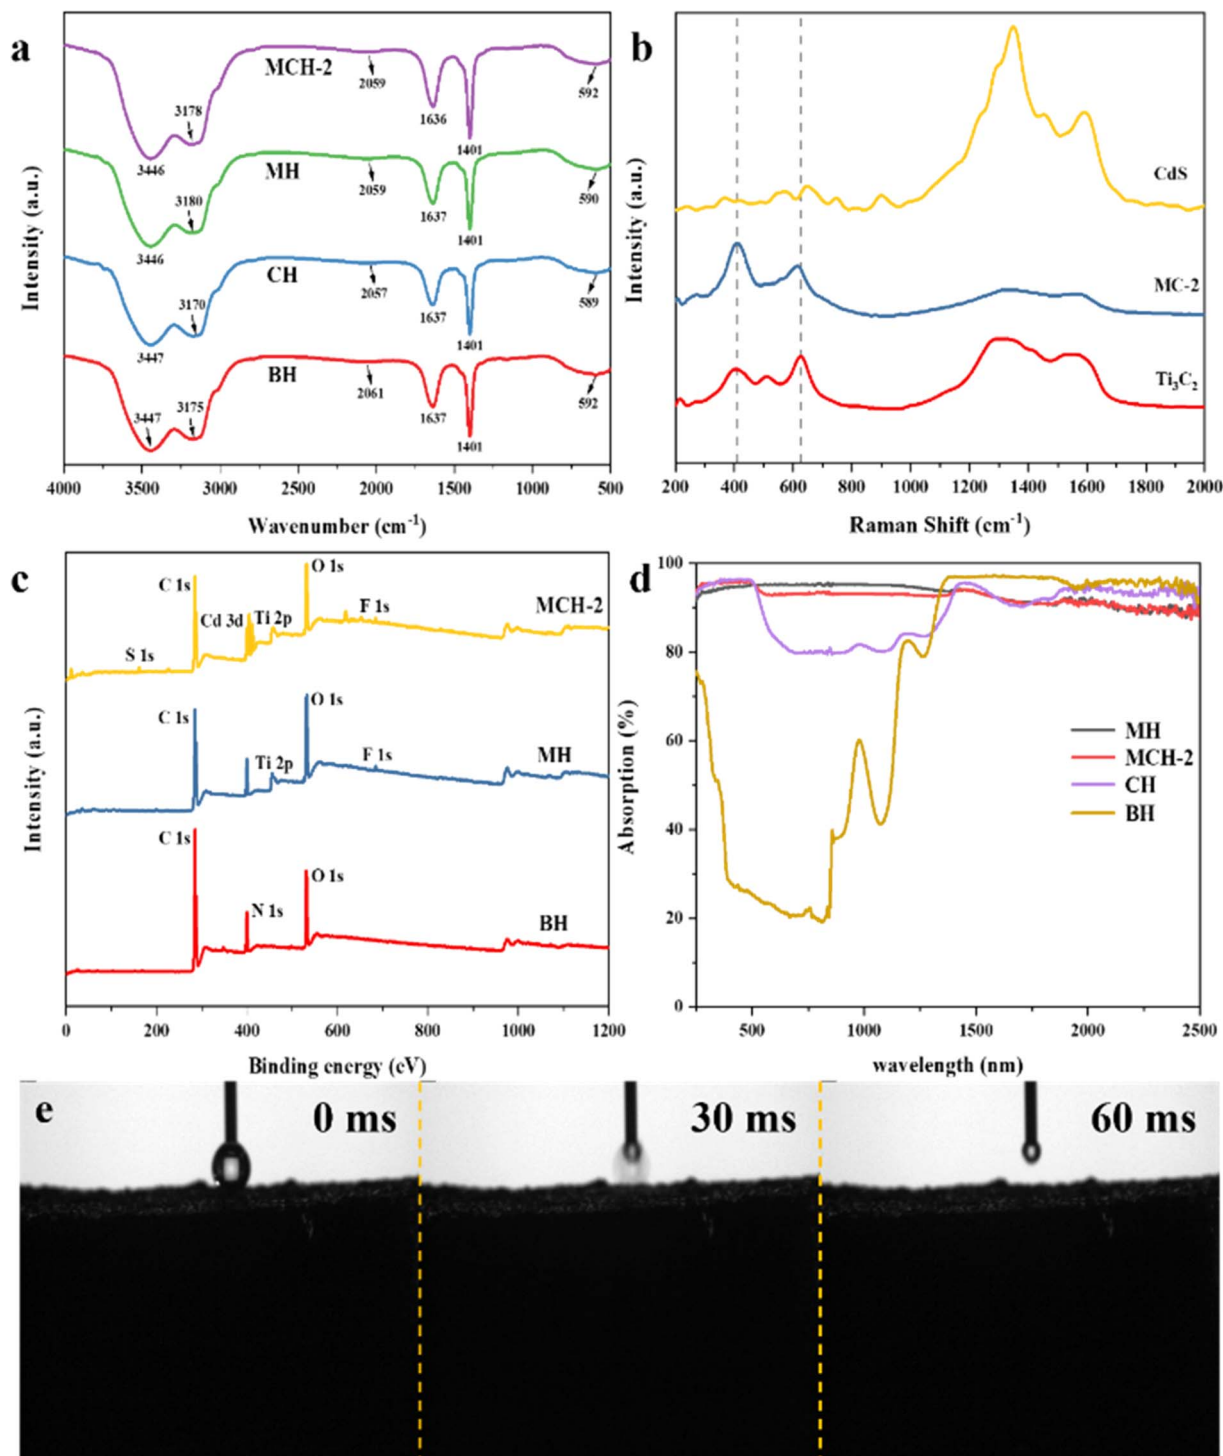 a
MCH-2
3178
3446
2059
1636
1401
592
MH
3180
3446
2059
1637
1401
590
CH
3170
3447
2057
1637
1401
589
BH
3447
3175
2061
1637
1401
592
Intensity (a.u.)
4000 3500 3000 2500 2000 1500 1000 500
Wavenumber (cm⁻¹)
b
CdS
MC-2
Ti₃C₂
Intensity (a.u.)
200 400 600 800 1000 1200 1400 1600 1800 2000
Raman Shift (cm⁻¹)
c
C 1s
O 1s
Cd 3d
Ti 2p
F 1s
MCH-2
S 1s
C 1s
O 1s
Ti 2p
F 1s
MH
C 1s
O 1s
N 1s
BH
Intensity (a.u.)
0 200 400 600 800 1000 1200
Binding energy (eV)
d
100
80
60
40
20
0
Absorption (%)
MH
MCH-2
CH
BH
500 1000 1500 2000 2500
wavelength (nm)
e
0 ms
30 ms
60 ms